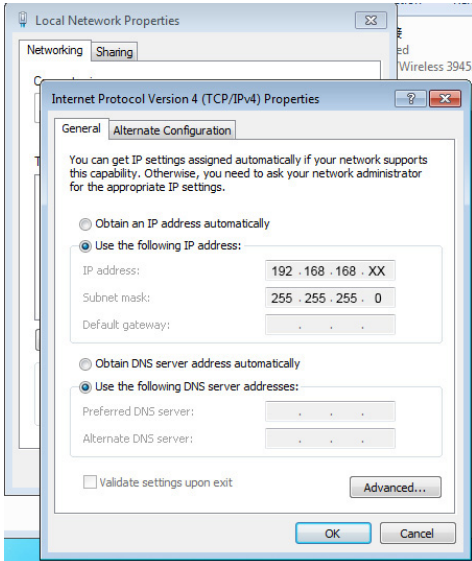 Local Network Properties
ed
Networking Sharing
/Wireless 3945
Internet Protocol Version 4 (TCP/IPv4) Properties
General Alternate Configuration
You can get IP settings assigned automatically if your network supports
this capability. Otherwise, you need to ask your network administrator
for the appropriate IP settings.
Obtain an IP address automatically
Use the following IP address:
IP address: 192 . 168 . 168 . XX
Subnet mask: 255 . 255 . 255 . 0
Default gateway: . . .
Obtain DNS server address automatically
Use the following DNS server addresses:
Preferred DNS server: . . .
Alternate DNS server: . . .
Validate settings upon exit
Advanced...
OK Cancel